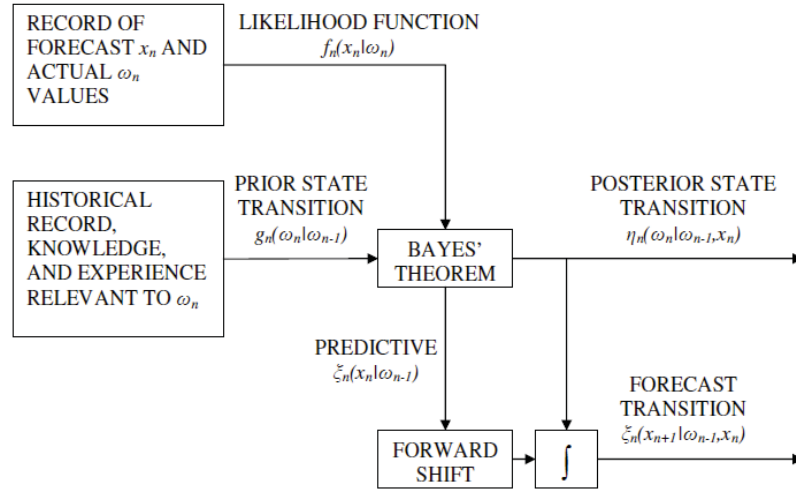 RECORD OF
FORECAST xₙ AND
ACTUAL ωₙ
VALUES
LIKELIHOOD FUNCTION
fₙ(xₙ|ωₙ)
HISTORICAL
RECORD,
KNOWLEDGE,
AND EXPERIENCE
RELEVANT TO ωₙ
PRIOR STATE
TRANSITION
gₙ(ωₙ|ωₙ₋₁)
BAYES’
THEOREM
POSTERIOR STATE
TRANSITION
ηₙ(ωₙ|ωₙ₋₁,xₙ)
PREDICTIVE
ξₙ(xₙ|ωₙ₋₁)
FORWARD
SHIFT
∫
FORECAST
TRANSITION
ξₙ(xₙ₊₁|ωₙ₋₁,xₙ)